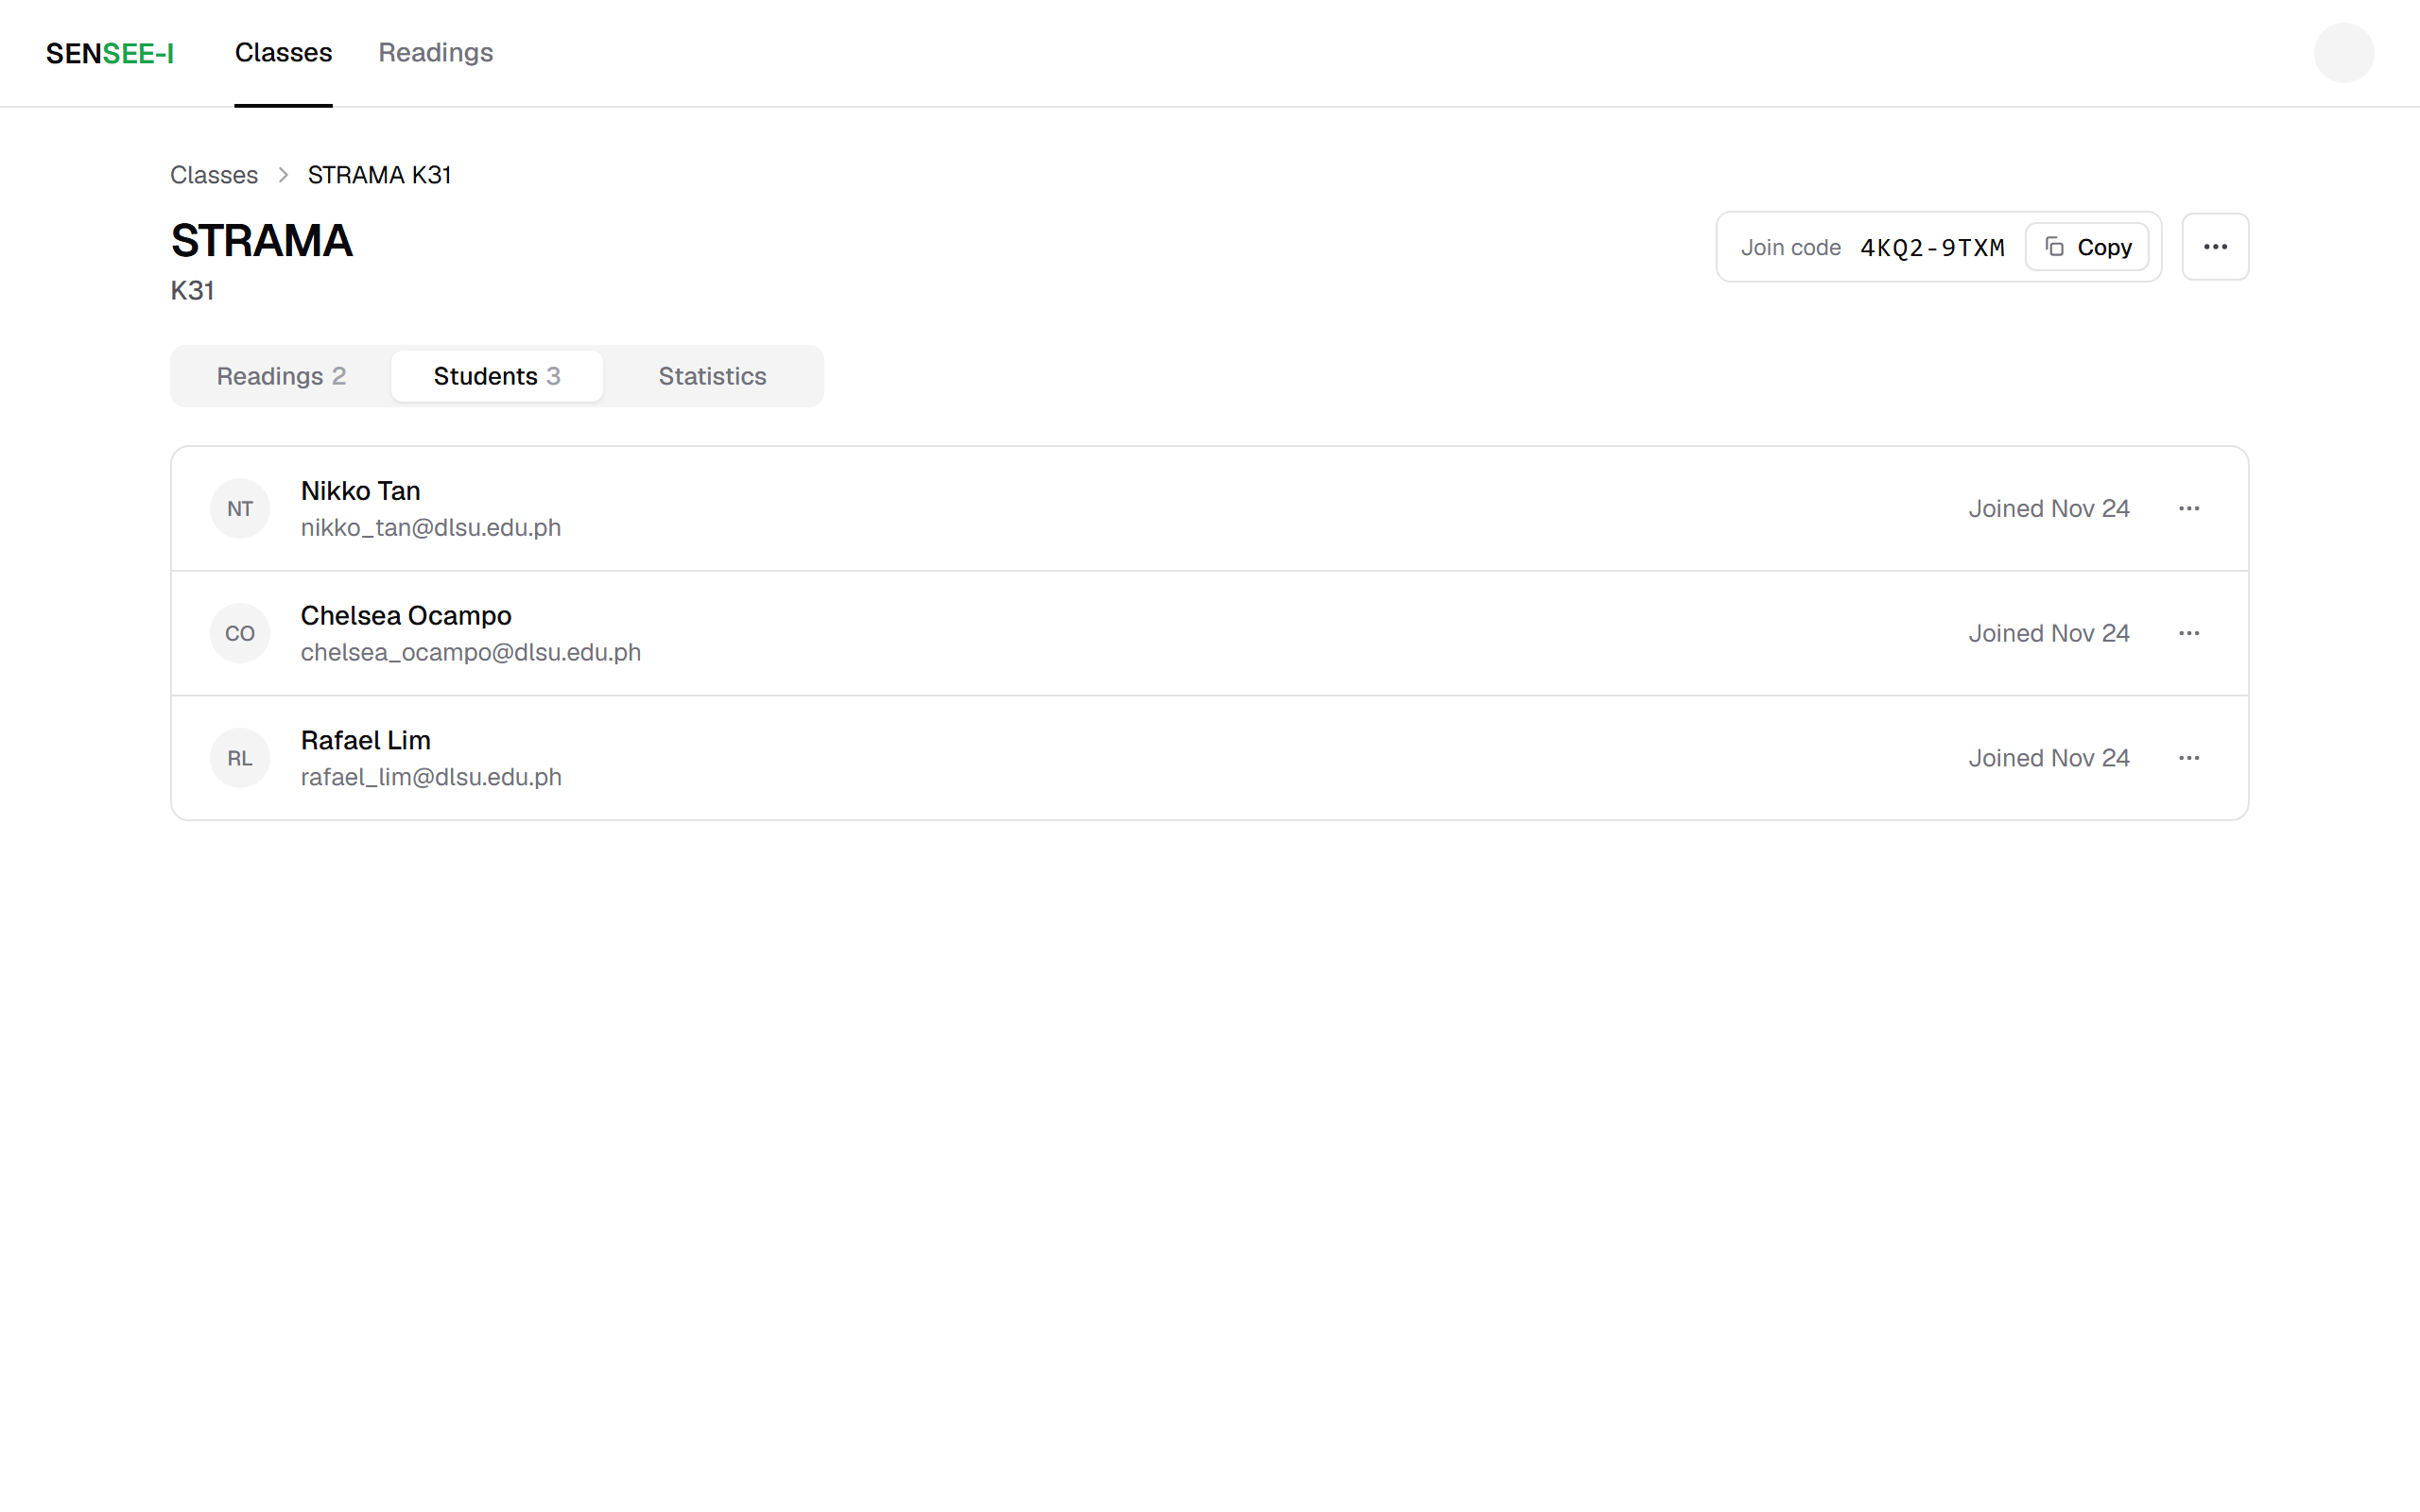 SENSEE-I Classes Readings
Classes > STRAMA K31
STRAMA
K31
Join code 4KQ2-9TXM Copy
Readings 2 Students 3 Statistics
NT
Nikko Tan
nikko_tan@dlsu.edu.ph
Joined Nov 24
CO
Chelsea Ocampo
chelsea_ocampo@dlsu.edu.ph
Joined Nov 24
RL
Rafael Lim
rafael_lim@dlsu.edu.ph
Joined Nov 24